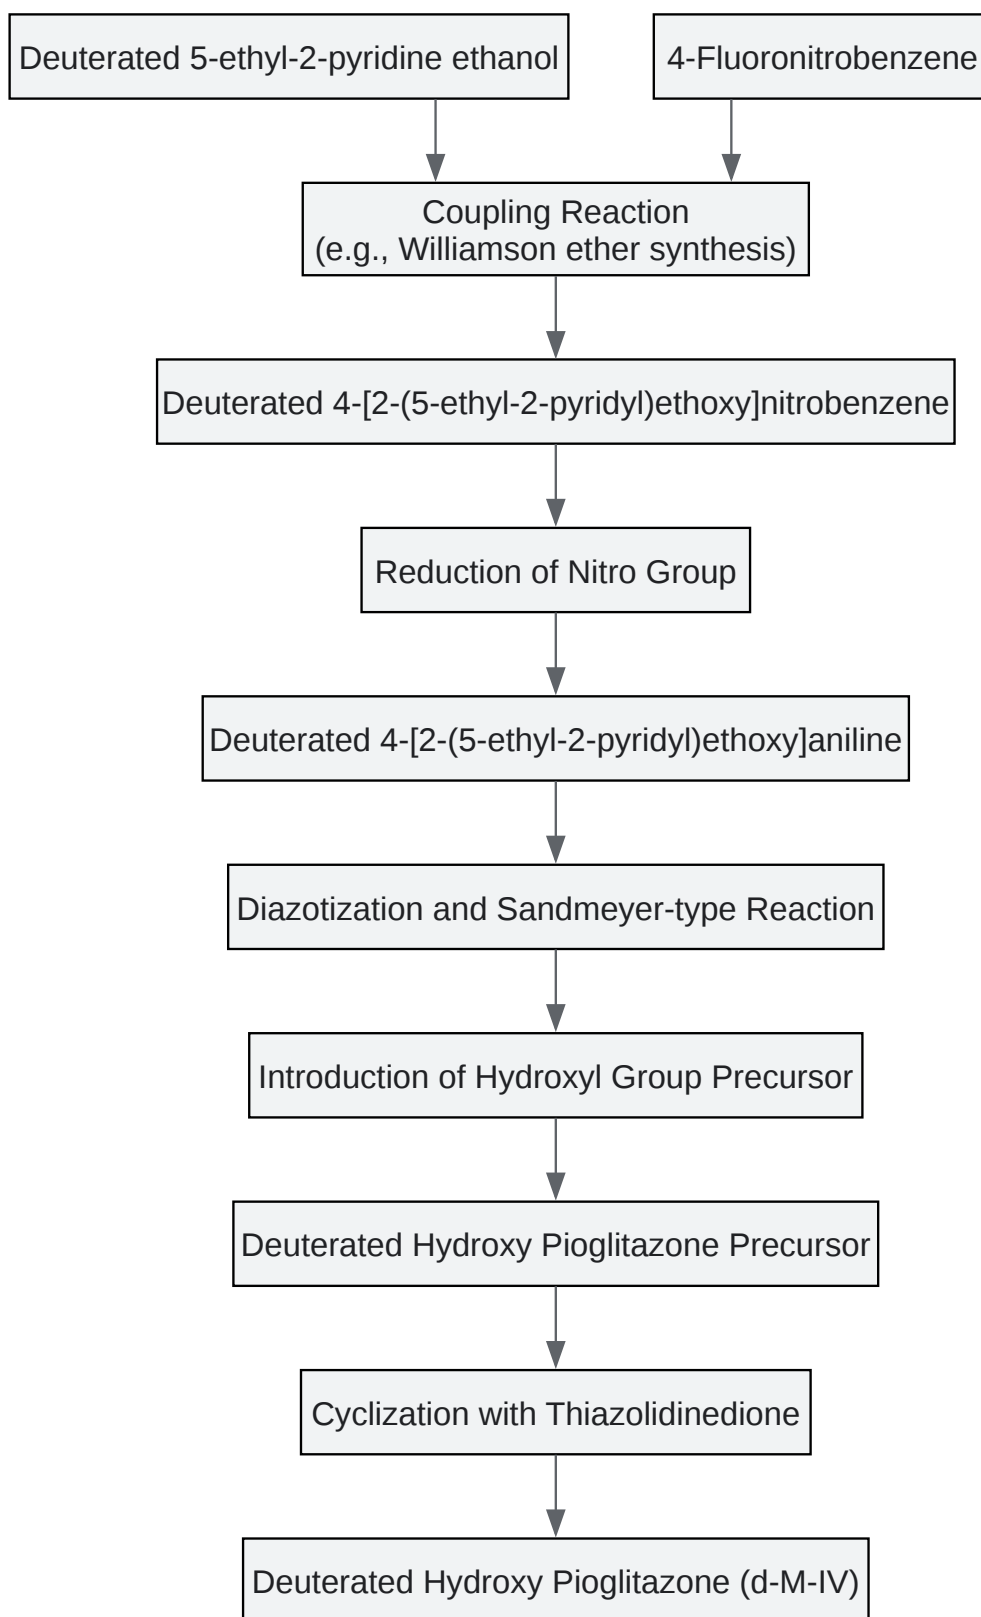 Deuterated 5-ethyl-2-pyridine ethanol
4-Fluoronitrobenzene
Coupling Reaction
(e.g., Williamson ether synthesis)
Deuterated 4-[2-(5-ethyl-2-pyridyl)ethoxy]nitrobenzene
Reduction of Nitro Group
Deuterated 4-[2-(5-ethyl-2-pyridyl)ethoxy]aniline
Diazotization and Sandmeyer-type Reaction
Introduction of Hydroxyl Group Precursor
Deuterated Hydroxy Pioglitazone Precursor
Cyclization with Thiazolidinedione
Deuterated Hydroxy Pioglitazone (d-M-IV)